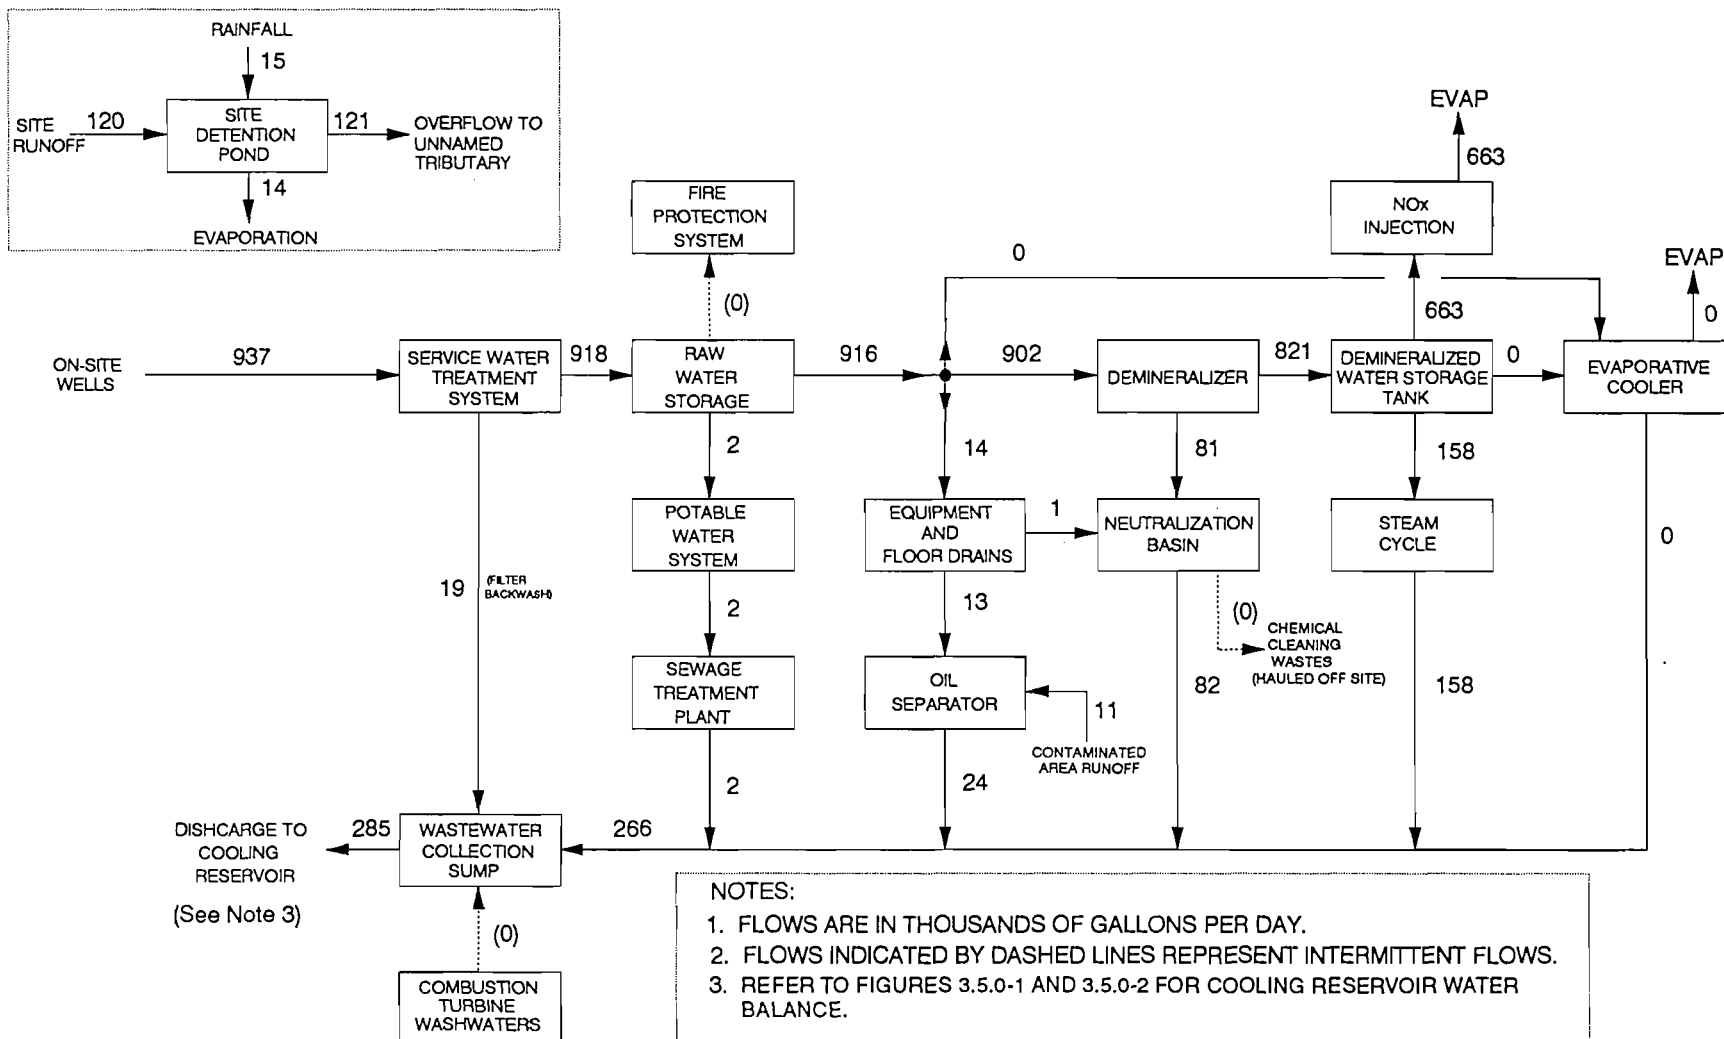 RAINFALL
15
SITE
RUNOFF
120
SITE
DETENTION
POND
121
OVERFLOW TO
UNNAMED
TRIBUTARY
14
EVAPORATION
EVAP
663
FIRE
PROTECTION
SYSTEM
NOx
INJECTION
0
EVAP
(0)
663
0
ON-SITE
WELLS
937
SERVICE WATER
TREATMENT
SYSTEM
918
RAW
WATER
STORAGE
916
902
DEMINERALIZER
821
DEMINERALIZED
WATER STORAGE
TANK
0
EVAPORATIVE
COOLER
2
14
81
158
POTABLE
WATER
SYSTEM
EQUIPMENT
AND
FLOOR DRAINS
1
NEUTRALIZATION
BASIN
STEAM
CYCLE
0
19
(FILTER
BACKWASH)
2
13
(0)
CHEMICAL
CLEANING
WASTES
(HAULED OFF SITE)
SEWAGE
TREATMENT
PLANT
OIL
SEPARATOR
11
CONTAMINATED
AREA RUNOFF
82
158
2
24
DISHCARGE TO
COOLING
RESERVOIR
(See Note 3)
285
WASTEWATER
COLLECTION
SUMP
266
(0)
COMBUSTION
TURBINE
WASHWATERS
NOTES:
1. FLOWS ARE IN THOUSANDS OF GALLONS PER DAY.
2. FLOWS INDICATED BY DASHED LINES REPRESENT INTERMITTENT FLOWS.
3. REFER TO FIGURES 3.5.0-1 AND 3.5.0-2 FOR COOLING RESERVOIR WATER
BALANCE.